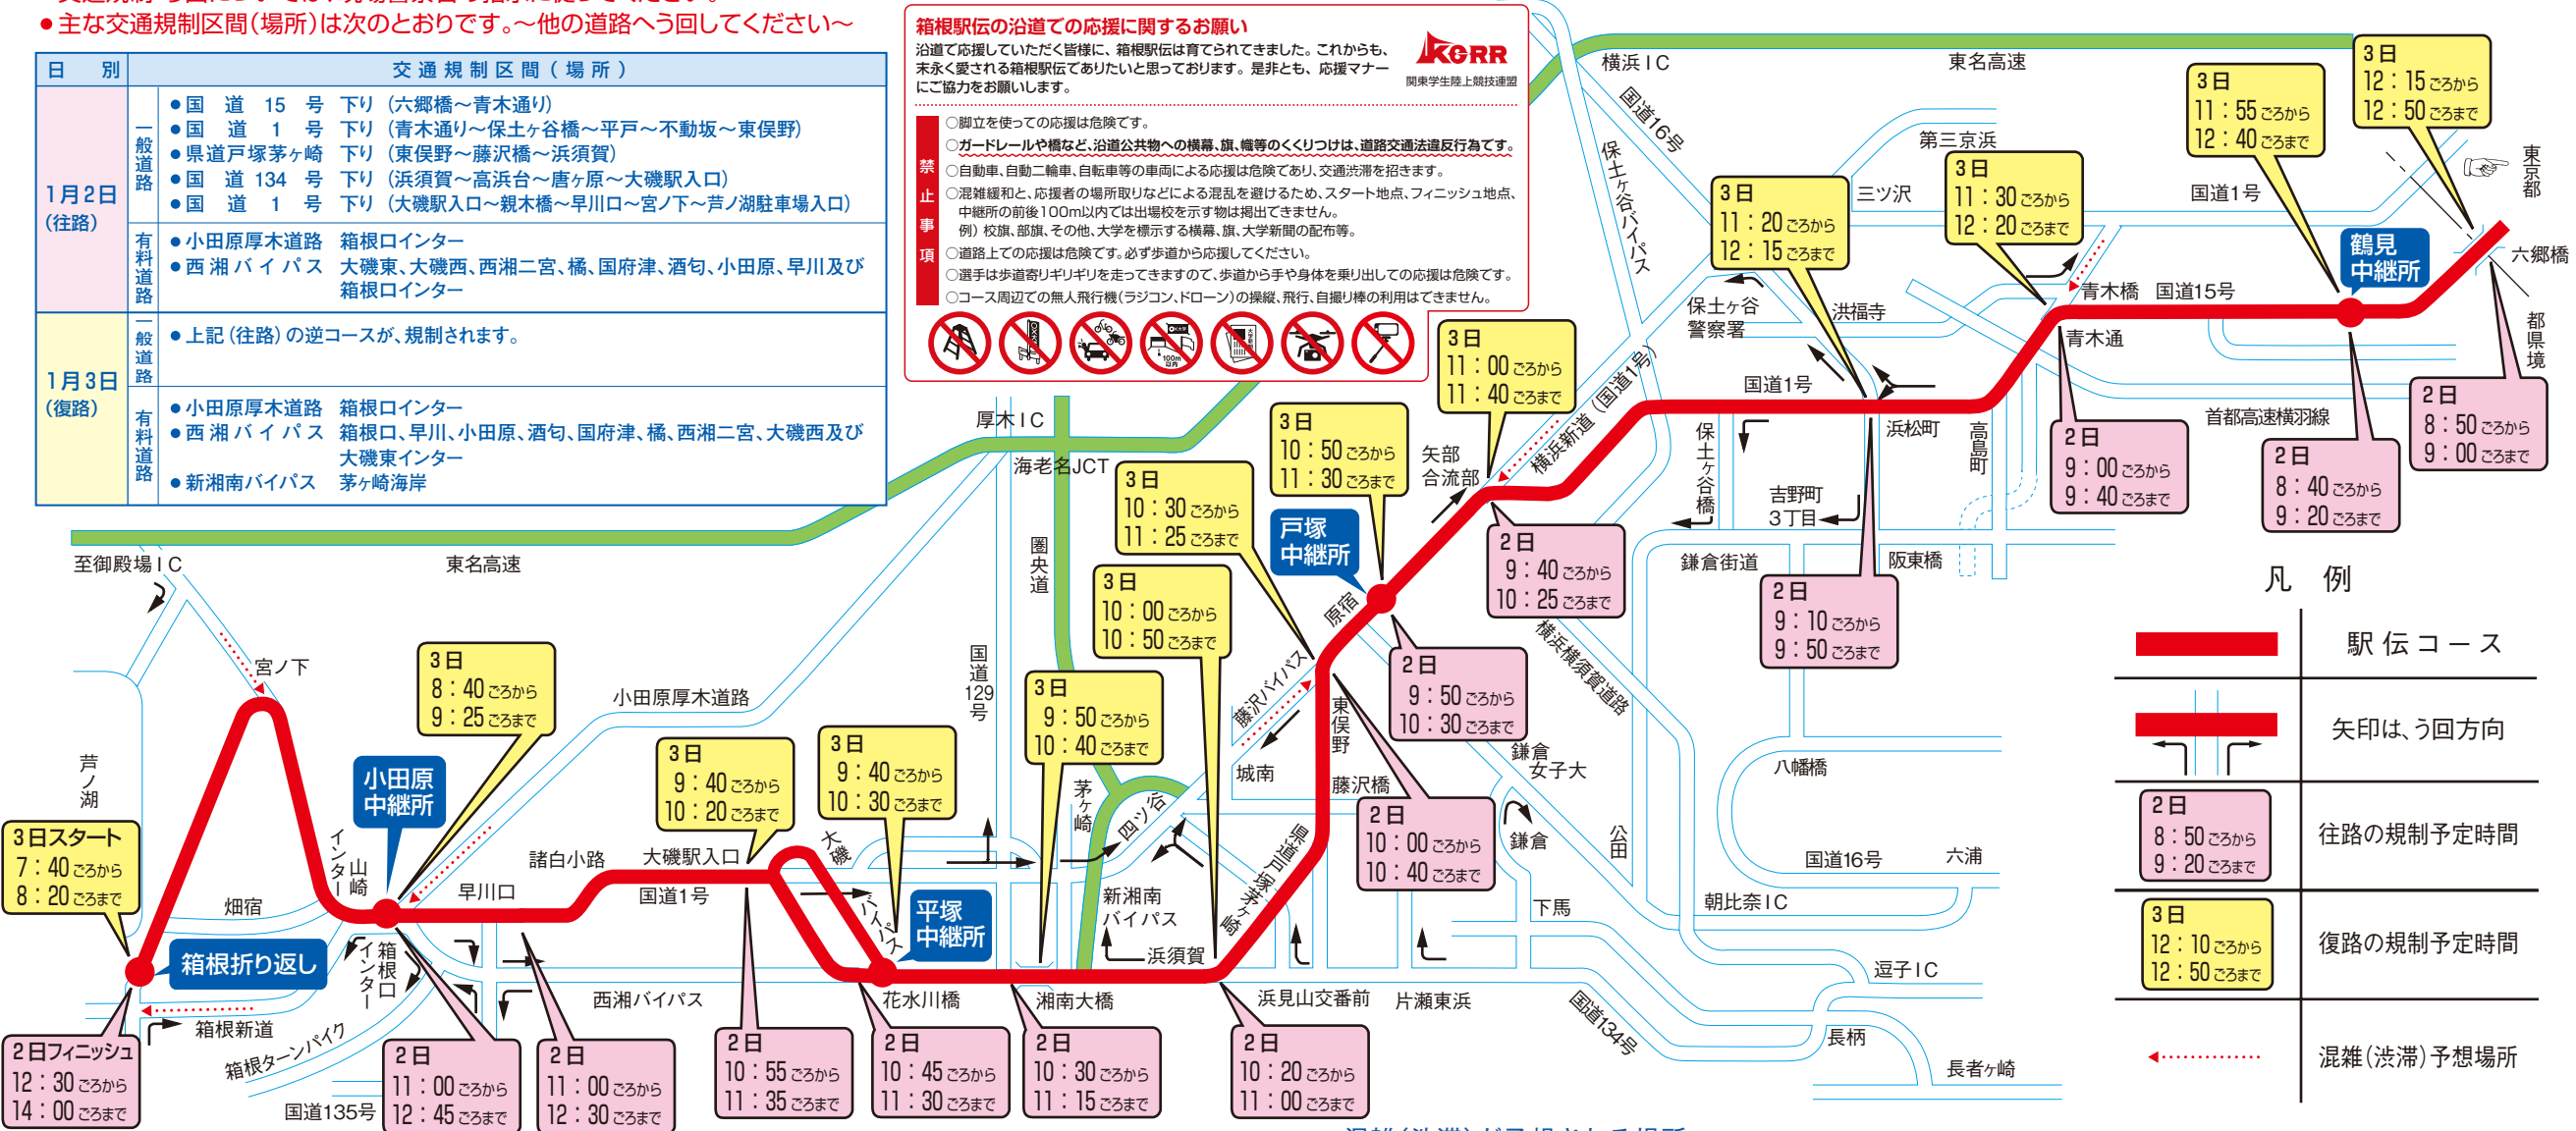 ●主な交通規制区間(場所)は次のとおりです。～他の道路へう回してください～
日　別　交通規制区間(場所)
1月2日
(往路)
一般道路
●国道15号 下り (六郷橋～青木通り)
●国道1号 下り (青木通り～保土ヶ谷橋～平戸～不動坂～東俣野)
●県道戸塚茅ヶ崎 下り (東俣野～藤沢橋～浜須賀)
●国道134号 下り (浜須賀～高浜台～唐ヶ原～大磯駅入口)
●国道1号 下り (大磯駅入口～親木橋～早川口～宮ノ下～芦ノ湖駐車場入口)
有料道路
●小田原厚木道路 箱根口インター
●西湘バイパス 大磯東、大磯西、西湘二宮、橘、国府津、酒匂、小田原、早川及び
箱根口インター
1月3日
(復路)
一般道路
●上記(往路)の逆コースが、規制されます。
有料道路
●小田原厚木道路 箱根口インター
●西湘バイパス 箱根口、早川、小田原、酒匂、国府津、橘、西湘二宮、大磯西及び
大磯東インター
●新湘南バイパス 茅ヶ崎海岸
箱根駅伝の沿道での応援に関するお願い
沿道で応援していただく皆様に、箱根駅伝は育てられてきました。これからも、
末永く愛される箱根駅伝でありたいと思っております。是非とも、応援マナー
にご協力をお願いします。
KGRR
関東学生陸上競技連盟
禁止事項
○脚立を使っての応援は危険です。
○ガードレールや橋など、沿道公共物への横幕、旗、幟等のくくりつけは、道路交通法違反行為です。
○自動車、自動二輪車、自転車等の車両による応援は危険であり、交通渋滞を招きます。
○混雑緩和と、応援者の場所取りなどによる混乱を避けるため、スタート地点、フィニッシュ地点、
中継所の前後100m以内では出場校を示す物は掲出できません。
例) 校旗、部旗、その他、大学を標示する横幕、旗、大学新聞の配布等。
○道路上での応援は危険です。必ず歩道から応援してください。
○選手は歩道寄りギリギリを走ってきますので、歩道から手や身体を乗り出しての応援は危険です。
○コース周辺での無人飛行機(ラジコン、ドローン)の操縦、飛行、自撮り棒の利用はできません。
100m
以内
横浜IC
東名高速
国道16号
保土ヶ谷バイパス
第三京浜
三ツ沢
国道1号
東京都
六郷橋
都県境
3日
12：15ごろから
12：50ごろまで
3日
11：55ごろから
12：40ごろまで
3日
11：30ごろから
12：20ごろまで
3日
11：20ごろから
12：15ごろまで
鶴見
中継所
青木橋
国道15号
青木通
保土ヶ谷
警察署
洪福寺
国道1号
浜松町
高島町
首都高速横羽線
2日
8：50ごろから
9：00ごろまで
2日
8：40ごろから
9：20ごろまで
2日
9：00ごろから
9：40ごろまで
3日
11：00ごろから
11：40ごろまで
横浜新道(国道1号)
矢部
合流部
保土ヶ谷橋
吉野町
3丁目
鎌倉街道
阪東橋
2日
9：10ごろから
9：50ごろまで
3日
10：50ごろから
11：30ごろまで
戸塚
中継所
2日
9：40ごろから
10：25ごろまで
厚木IC
海老名JCT
圏央道
3日
10：30ごろから
11：25ごろまで
3日
10：00ごろから
10：50ごろまで
原宿
2日
9：50ごろから
10：30ごろまで
横浜横須賀道路
至御殿場IC
東名高速
宮ノ下
芦ノ湖
3日
8：40ごろから
9：25ごろまで
小田原厚木道路
国道
129
号
3日
9：50ごろから
10：40ごろまで
藤沢バイパス
東俣野
城南
藤沢橋
鎌倉
女子大
鎌倉
公田
八幡橋
国道16号
六浦
朝比奈IC
小田原
中継所
3日
9：40ごろから
10：20ごろまで
3日
9：40ごろから
10：30ごろまで
茅ヶ崎
四ツ谷
2日
10：00ごろから
10：40ごろまで
3日スタート
7：40ごろから
8：20ごろまで
山崎
インター
諸白小路
大磯駅入口
大磯
バイパス
国道1号
早川口
畑宿
箱根折り返し
箱根口
インター
平塚
中継所
新湘南
バイパス
県道戸塚茅ヶ崎
浜須賀
下馬
逗子IC
西湘バイパス
花水川橋
湘南大橋
浜見山交番前
片瀬東浜
国道134号
長柄
長者ヶ崎
箱根新道
箱根ターンパイク
国道135号
2日フィニッシュ
12：30ごろから
14：00ごろまで
2日
11：00ごろから
12：45ごろまで
2日
11：00ごろから
12：30ごろまで
2日
10：55ごろから
11：35ごろまで
2日
10：45ごろから
11：30ごろまで
2日
10：30ごろから
11：15ごろまで
2日
10：20ごろから
11：00ごろまで
凡　例
駅伝コース
矢印は、う回方向
2日
8：50ごろから
9：20ごろまで
往路の規制予定時間
3日
12：10ごろから
12：50ごろまで
復路の規制予定時間
混雑(渋滞)予想場所